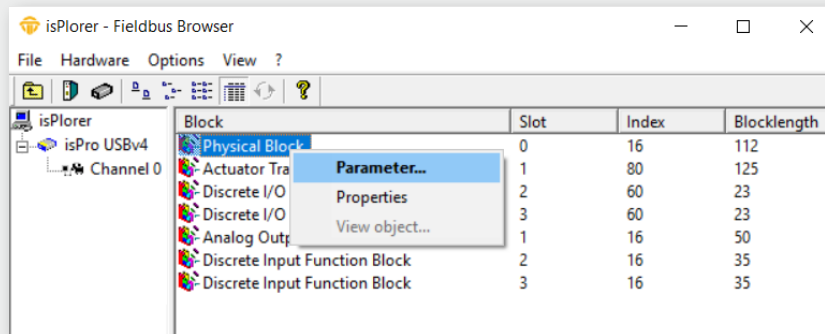 isPlorer - Fieldbus Browser
File Hardware Options View ?
isPlorer
isPro USBv4
Channel 0
Block Slot Index Blocklength
Physical Block 0 16 112
Actuator Tra 1 80 125
Discrete I/O 2 60 23
Discrete I/O 3 60 23
Analog Outp 1 16 50
Discrete Input Function Block 2 16 35
Discrete Input Function Block 3 16 35
Parameter...
Properties
View object...